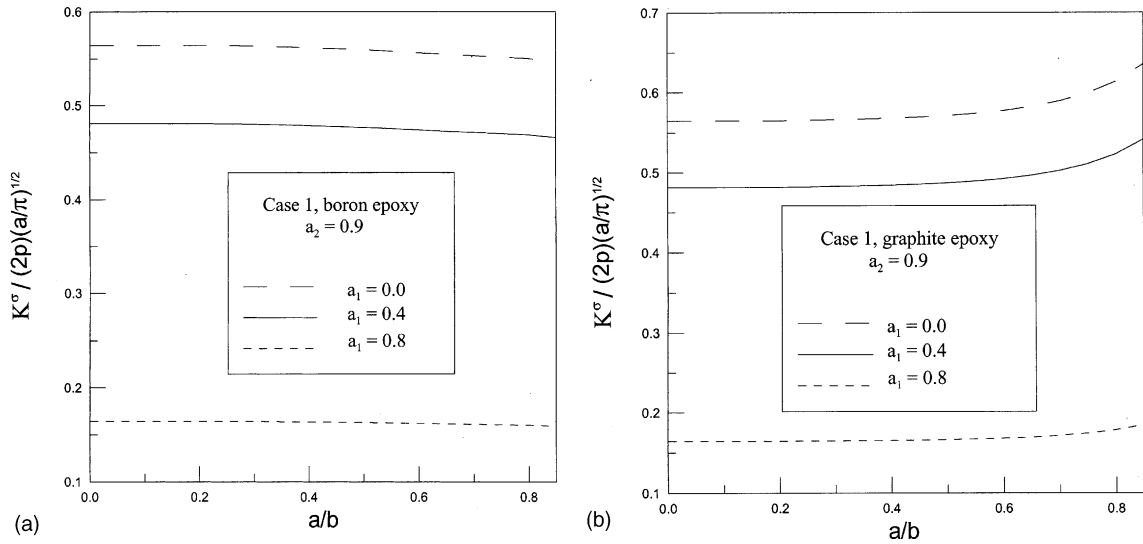 0.6
0.5
0.4
0.3
0.2
0.1
K^σ / (2p)(a/π)^1/2
Case 1, boron epoxy
a₂ = 0.9
a₁ = 0.0
a₁ = 0.4
a₁ = 0.8
0.0 0.2 0.4 0.6 0.8
(a) a/b
0.7
0.6
0.5
0.4
0.3
0.2
0.1
K^σ / (2p)(a/π)^1/2
Case 1, graphite epoxy
a₂ = 0.9
a₁ = 0.0
a₁ = 0.4
a₁ = 0.8
0.0 0.2 0.4 0.6 0.8
(b) a/b